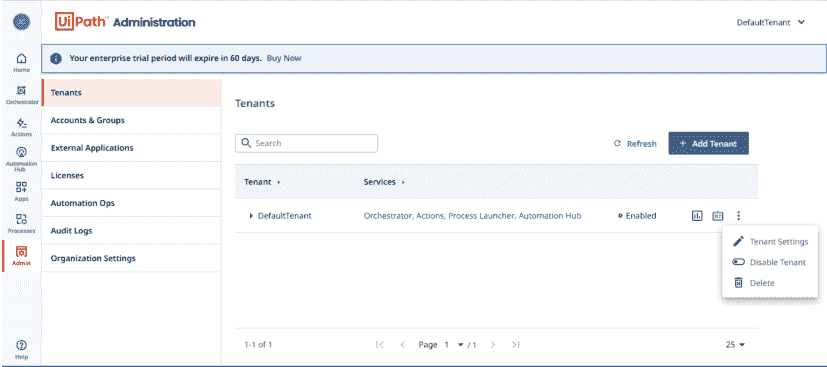 UiPath™ Administration
DefaultTenant
Your enterprise trial period will expire in 60 days. Buy Now
Home
Orchestrator
Actions
Automation
Hub
Apps
Processes
Admin
Help
Tenants
Accounts & Groups
External Applications
Licenses
Automation Ops
Audit Logs
Organization Settings
Tenants
Search
Refresh
+ Add Tenant
Tenant Services
DefaultTenant Orchestrator, Actions, Process Launcher, Automation Hub Enabled
Tenant Settings
Disable Tenant
Delete
1-1 of 1 Page 1 / 1 25